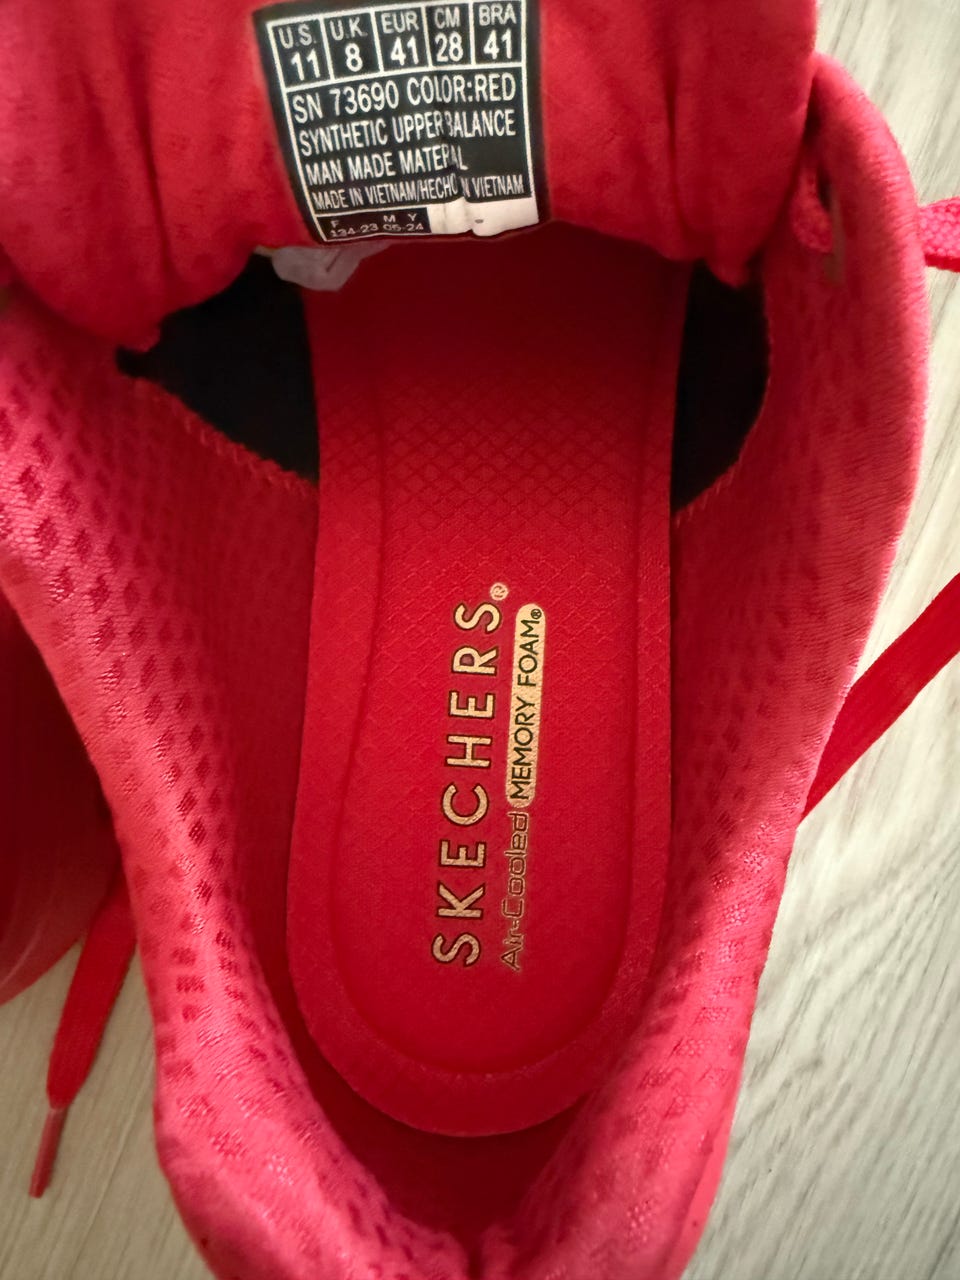 U.S. U.K. EUR CM BRA
11 8 41 28 41
SN 73690 COLOR:RED
SYNTHETIC UPPER BALANCE
MAN MADE MATERIAL
MADE IN VIETNAM/HECHO VIETNAM
F M Y
134-23 05-24
SKECHERS®
Air-Cooled MEMORY FOAM®